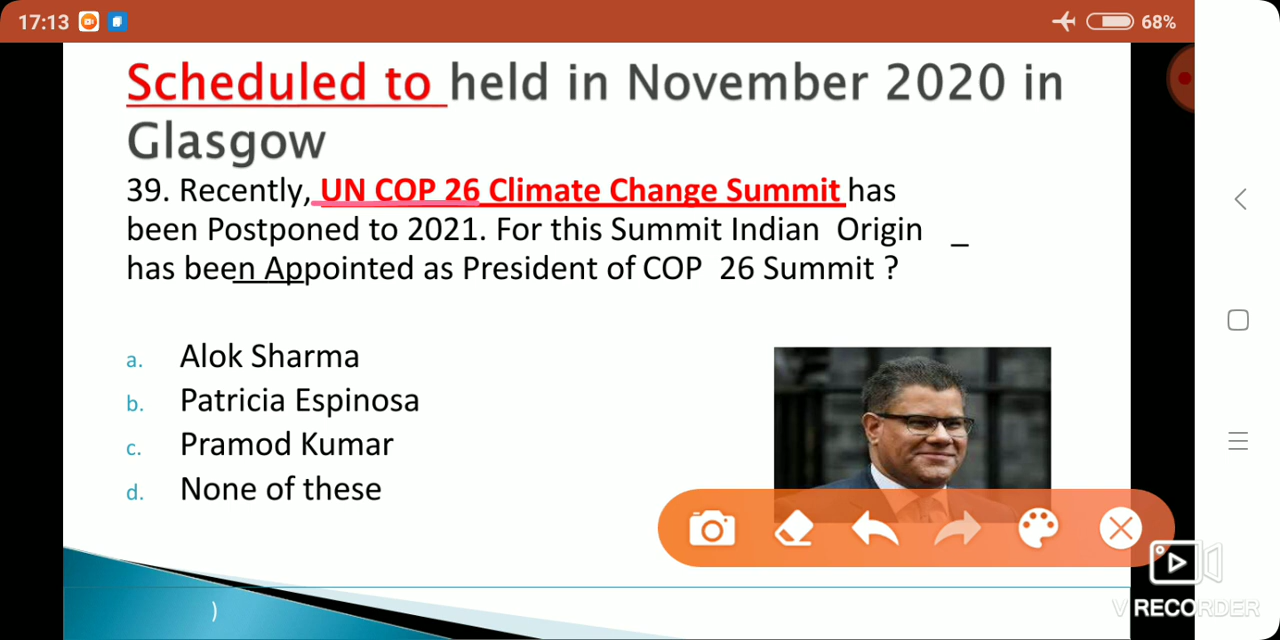 17:13
68%
Scheduled to held in November 2020 in
Glasgow
39. Recently, UN COP 26 Climate Change Summit has
been Postponed to 2021. For this Summit Indian Origin _
has been Appointed as President of COP 26 Summit ?
a. Alok Sharma
b. Patricia Espinosa
c. Pramod Kumar
d. None of these
)
V RECORDER